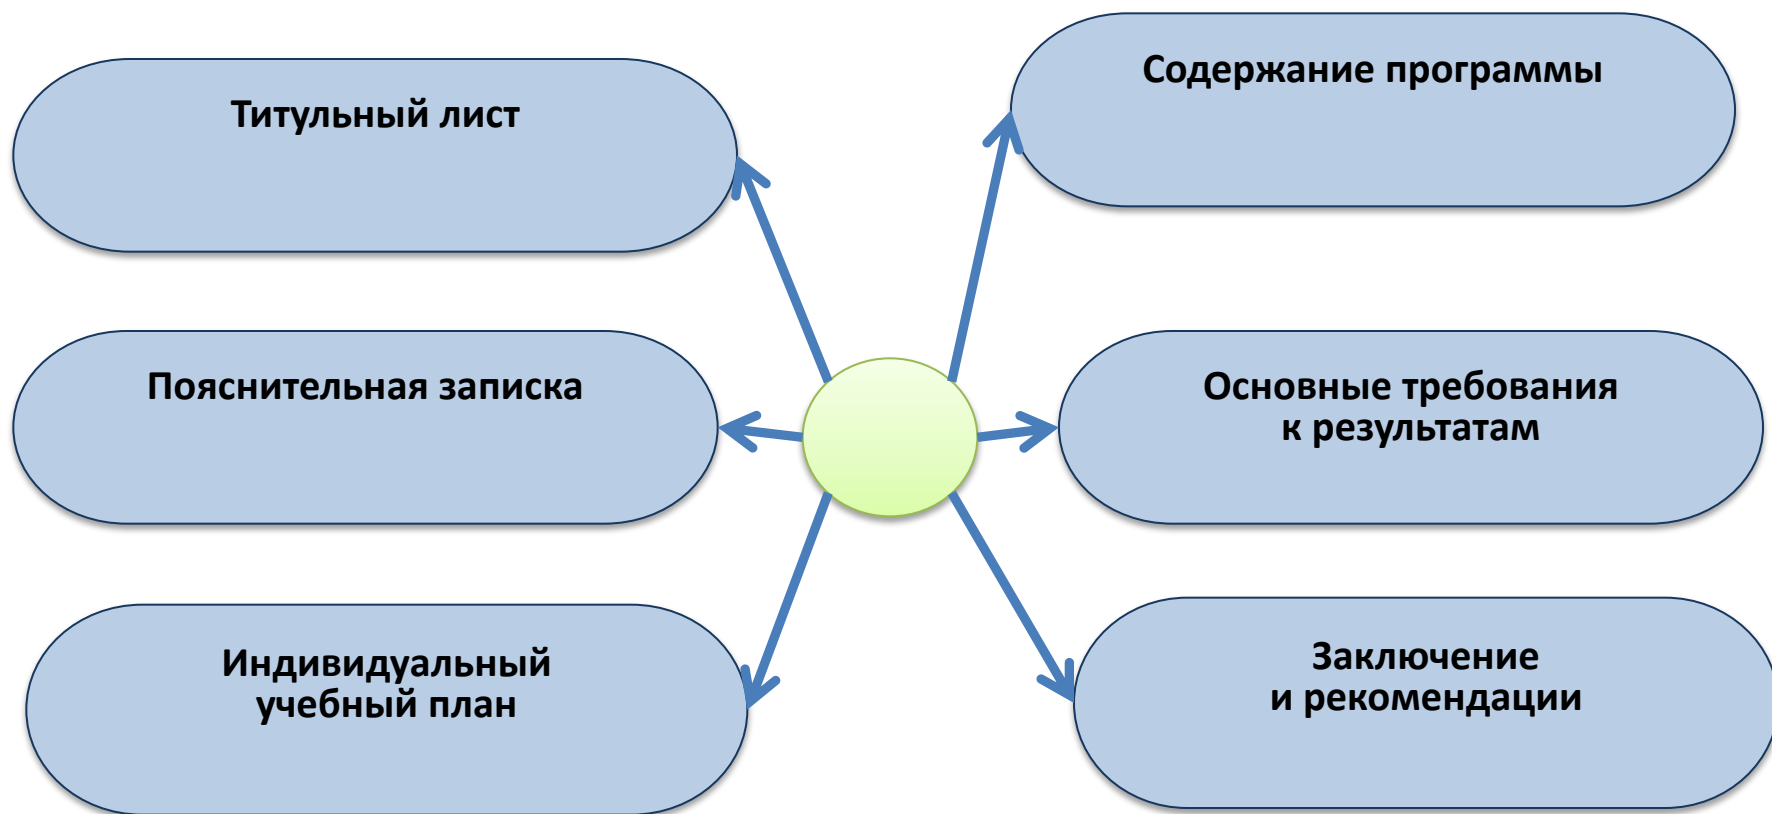 Титульный лист
Пояснительная записка
Индивидуальный
учебный план
Содержание программы
Основные требования
к результатам
Заключение
и рекомендации